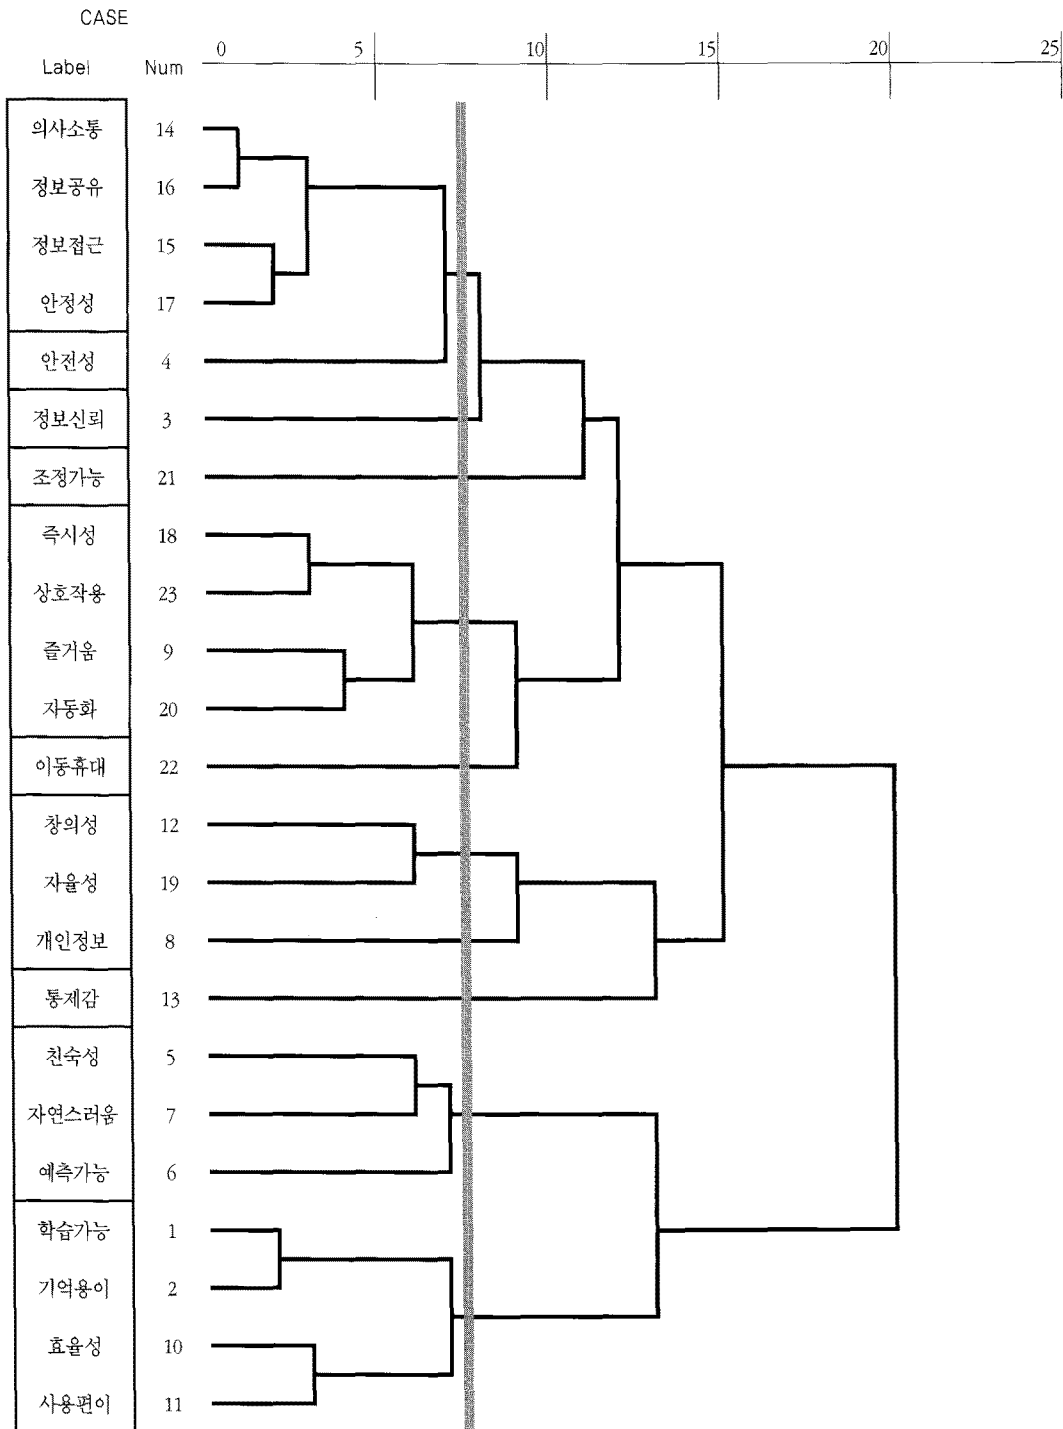 CASE
0 5 10 15 20 25
Label Num
의사소통 14
정보공유 16
정보접근 15
안정성 17
안전성 4
정보신뢰 3
조정가능 21
즉시성 18
상호작용 23
즐거움 9
자동화 20
이동휴대 22
창의성 12
자율성 19
개인정보 8
통제감 13
친숙성 5
자연스러움 7
예측가능 6
학습가능 1
기억용이 2
효율성 10
사용편이 11